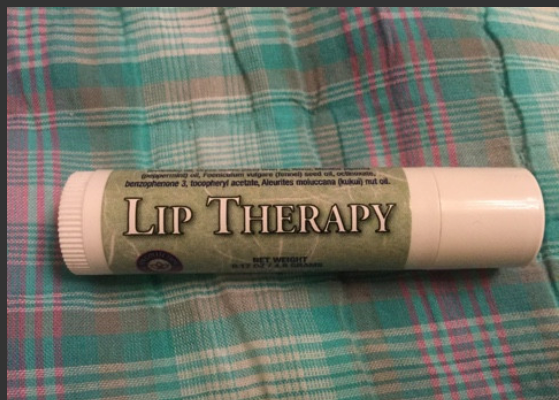 (peppermint) oil, Foeniculum vulgare (fennel) seed oil, octinoxate,
benzophenone 3, tocopheryl acetate, Aleurites moluccana (kukui) nut oil.
LIP THERAPY
NET WEIGHT